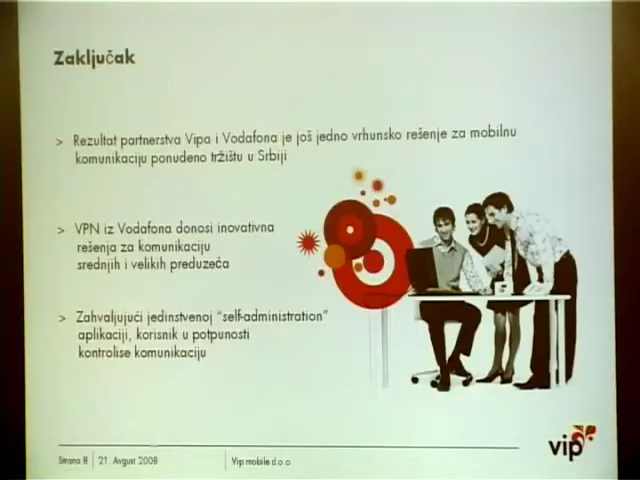 Zaključak
> Rezultat partnerstva Vipa i Vodafona je još jedno vrhunsko rešenje za mobilnu
komunikaciju ponudeno tržištu u Srbiji
> VPN iz Vodafona donosi inovativna
rešenja za komunikaciju
srednjih i velikih preduzeća
> Zahvaljujući jedinstvenoj “self-administration”
aplikaciji, korisnik u potpunosti
kontrolise komunikaciju
vip
Strana 8 21. Avgust 2008 Vip mobile d.o.o.